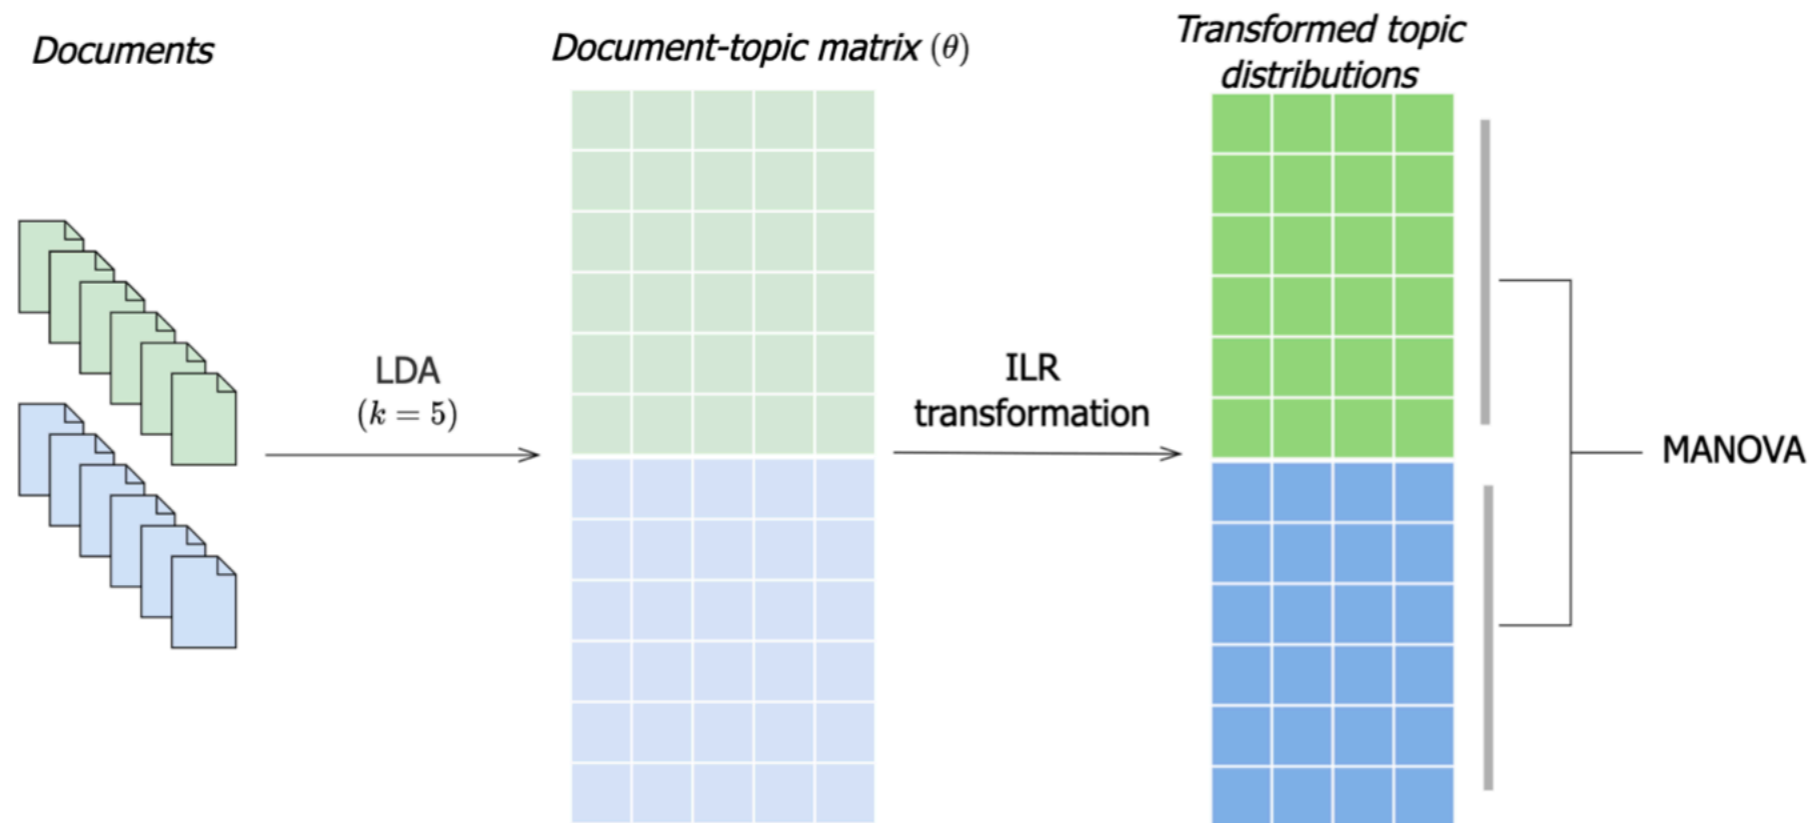 Documents
Document-topic matrix (θ)
Transformed topic
distributions
LDA
(k = 5)
ILR
transformation
MANOVA